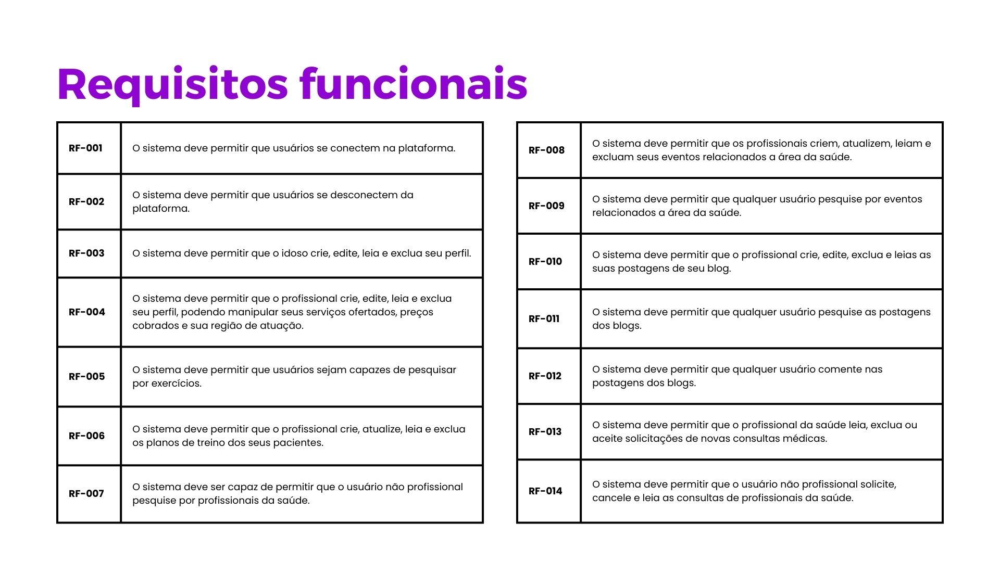 Requisitos funcionais
RF-001
O sistema deve permitir que usuários se conectem na plataforma.
RF-002
O sistema deve permitir que usuários se desconectem da
plataforma.
RF-003
O sistema deve permitir que o idoso crie, edite, leia e exclua seu perfil.
RF-004
O sistema deve permitir que o profissional crie, edite, leia e exclua
seu perfil, podendo manipular seus serviços ofertados, preços
cobrados e sua região de atuação.
RF-005
O sistema deve permitir que usuários sejam capazes de pesquisar
por exercícios.
RF-006
O sistema deve permitir que o profissional crie, atualize, leia e exclua
os planos de treino dos seus pacientes.
RF-007
O sistema deve ser capaz de permitir que o usuário não profissional
pesquise por profissionais da saúde.
RF-008
O sistema deve permitir que os profissionais criem, atualizem, leiam e
excluam seus eventos relacionados a área da saúde.
RF-009
O sistema deve permitir que qualquer usuário pesquise por eventos
relacionados a área da saúde.
RF-010
O sistema deve permitir que o profissional crie, edite, exclua e leias as
suas postagens de seu blog.
RF-011
O sistema deve permitir que qualquer usuário pesquise as postagens
dos blogs.
RF-012
O sistema deve permitir que qualquer usuário comente nas
postagens dos blogs.
RF-013
O sistema deve permitir que o profissional da saúde leia, exclua ou
aceite solicitações de novas consultas médicas.
RF-014
O sistema deve permitir que o usuário não profissional solicite,
cancele e leia as consultas de profissionais da saúde.